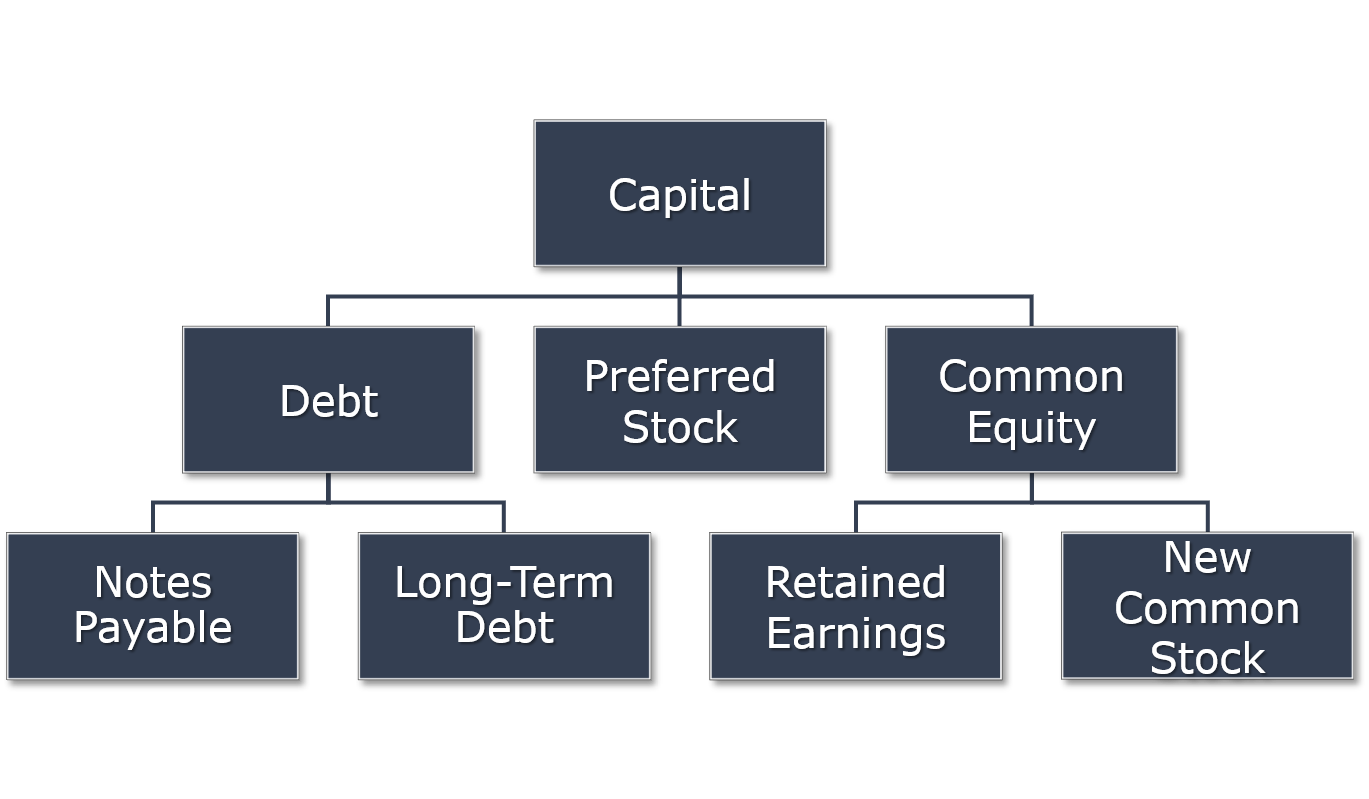 Capital
Debt
Preferred
Stock
Common
Equity
Notes
Payable
Long-Term
Debt
Retained
Earnings
New
Common
Stock